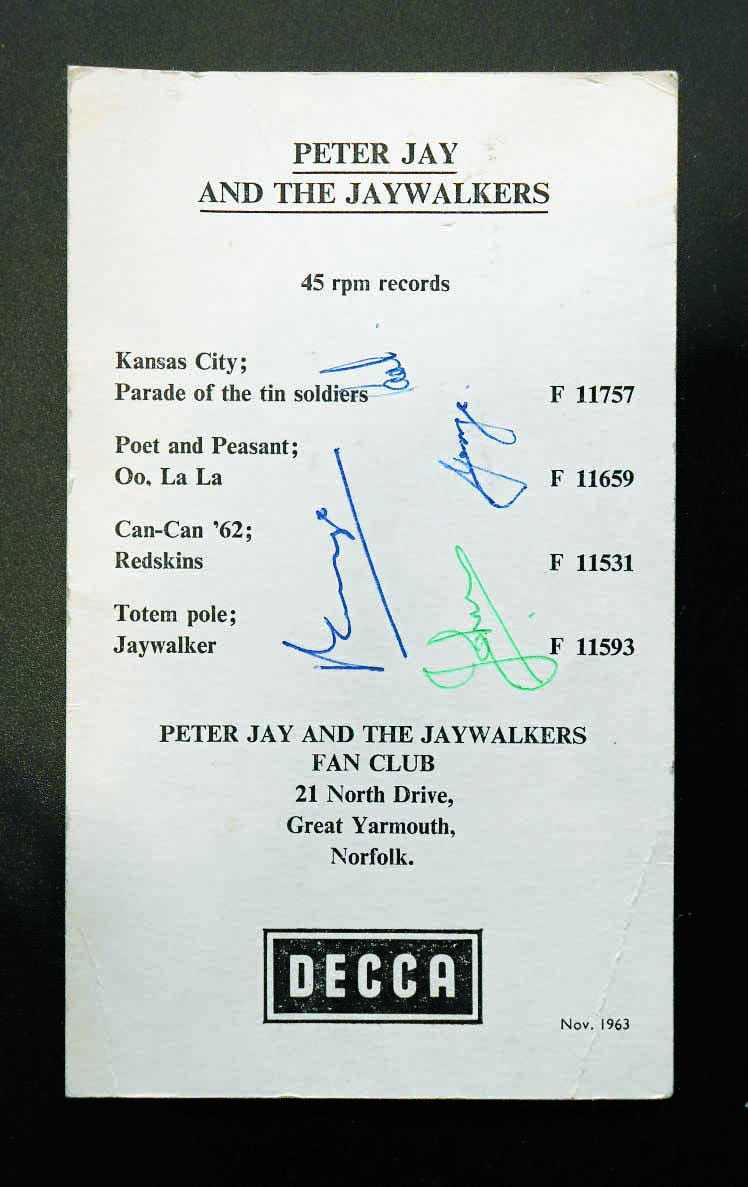 PETER JAY
AND THE JAYWALKERS
45 rpm records
Kansas City;
Parade of the tin soldiers F 11757
Poet and Peasant;
Oo, La La F 11659
Can-Can ’62;
Redskins F 11531
Totem pole;
Jaywalker F 11593
PETER JAY AND THE JAYWALKERS
FAN CLUB
21 North Drive,
Great Yarmouth,
Norfolk.
DECCA
Nov. 1963